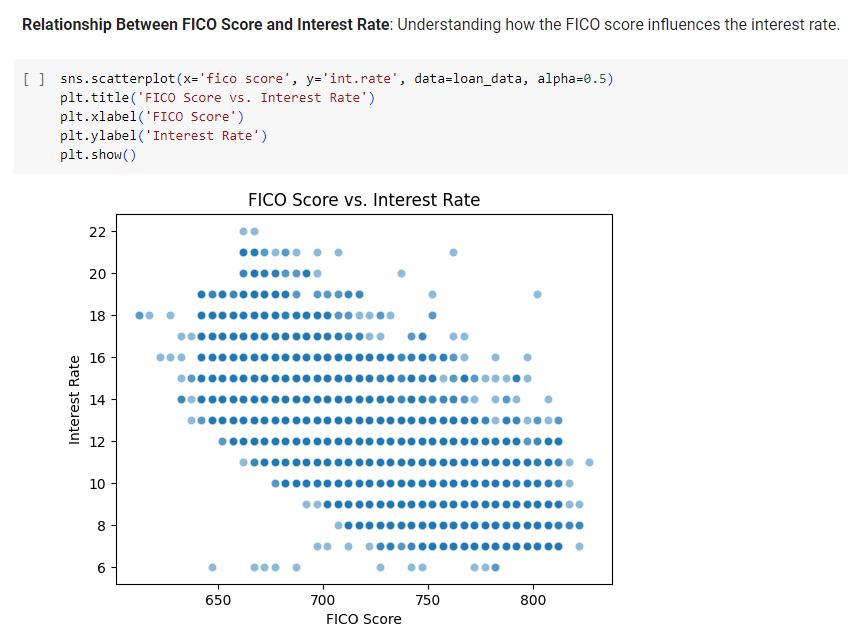 Relationship Between FICO Score and Interest Rate: Understanding how the FICO score influences the interest rate.
[ ] sns.scatterplot(x='fico score', y='int.rate', data=loan_data, alpha=0.5)
plt.title('FICO Score vs. Interest Rate')
plt.xlabel('FICO Score')
plt.ylabel('Interest Rate')
plt.show()
FICO Score vs. Interest Rate
22
20
18
16
14
12
10
8
6
Interest Rate
650 700 750 800
FICO Score